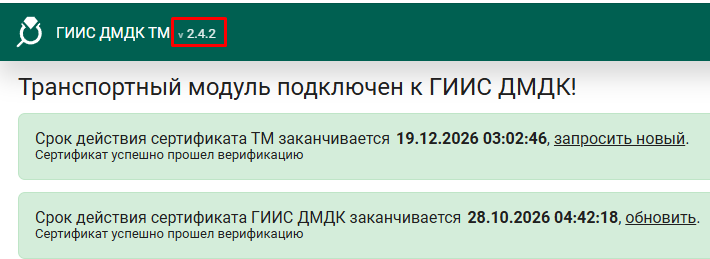 ГИИС ДМДК ТМ v 2.4.2
Транспортный модуль подключен к ГИИС ДМДК!
Срок действия сертификата ТМ заканчивается 19.12.2026 03:02:46, запросить новый.
Сертификат успешно прошел верификацию
Срок действия сертификата ГИИС ДМДК заканчивается 28.10.2026 04:42:18, обновить.
Сертификат успешно прошел верификацию